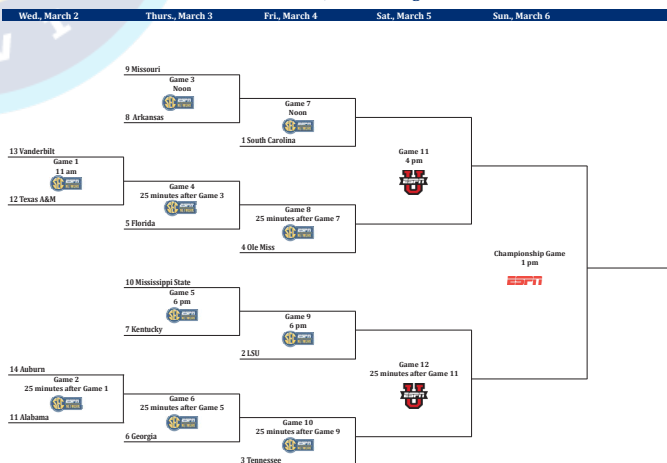 Wed., March 2
Thurs., March 3
Fri., March 4
Sat., March 5
Sun., March 6
9 Missouri
Game 3
Noon
8 Arkansas
Game 7
Noon
1 South Carolina
13 Vanderbilt
Game 1
11 am
12 Texas A&M
Game 4
25 minutes after Game 3
5 Florida
Game 8
25 minutes after Game 7
4 Ole Miss
Game 11
4 pm
U
ESPN
Championship Game
1 pm
ESPN
10 Mississippi State
Game 5
6 pm
7 Kentucky
Game 9
6 pm
2 LSU
14 Auburn
Game 2
25 minutes after Game 1
11 Alabama
Game 6
25 minutes after Game 5
6 Georgia
Game 10
25 minutes after Game 9
3 Tennessee
Game 12
25 minutes after Game 11
U
ESPN